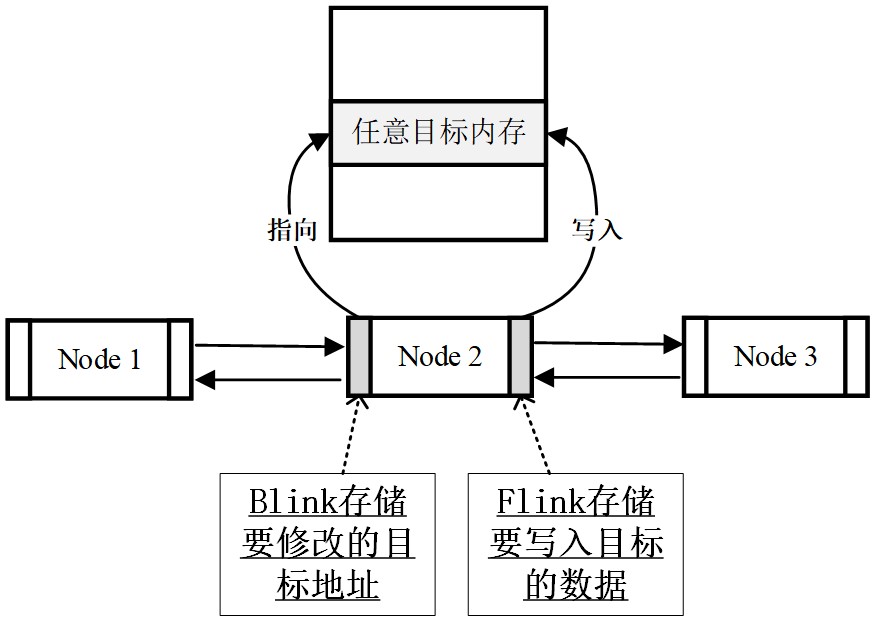 任意目标内存
指向
写入
Node 1
Node 2
Node 3
Blink存储
要修改的目
标地址
Flink存储
要写入目标
的数据